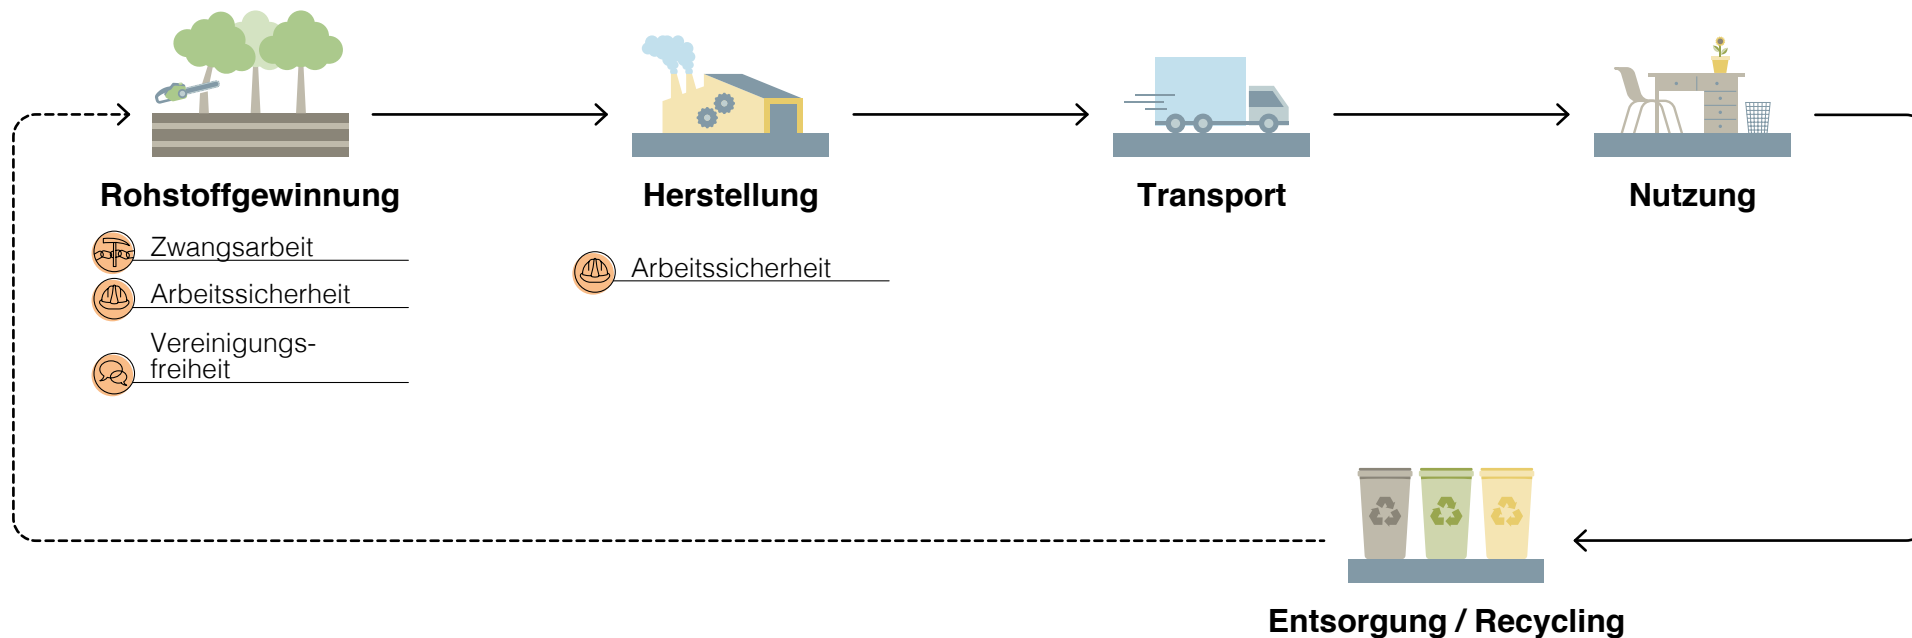 Rohstoffgewinnung
Zwangsarbeit
Arbeitssicherheit
Vereinigungs-
freiheit
Herstellung
Arbeitssicherheit
Transport
Nutzung
Entsorgung / Recycling